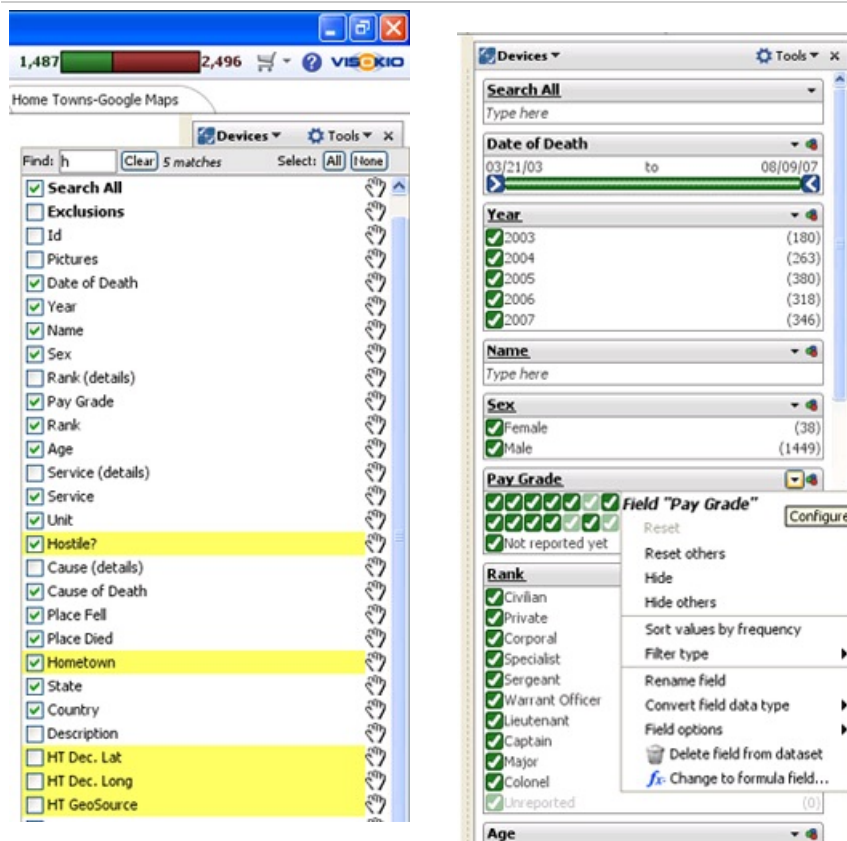 1,487 2,496 VISOKIO
Home Towns-Google Maps
Devices Tools x
Find: h Clear 5 matches Select: All None
Search All
Exclusions
Id
Pictures
Date of Death
Year
Name
Sex
Rank (details)
Pay Grade
Rank
Age
Service (details)
Service
Unit
Hostile?
Cause (details)
Cause of Death
Place Fell
Place Died
Hometown
State
Country
Description
HT Dec. Lat
HT Dec. Long
HT GeoSource
Devices Tools x
Search All
Type here
Date of Death
03/21/03 to 08/09/07
Year
2003 (180)
2004 (263)
2005 (380)
2006 (318)
2007 (346)
Name
Type here
Sex
Female (38)
Male (1449)
Pay Grade
Not reported yet
Rank
Civilian
Private
Corporal
Specialist
Sergeant
Warrant Officer
Lieutenant
Captain
Major
Colonel
Unreported (0)
Age
Field "Pay Grade"
Configure
Reset
Reset others
Hide
Hide others
Sort values by frequency
Filter type
Rename field
Convert field data type
Field options
Delete field from dataset
fx Change to formula field...